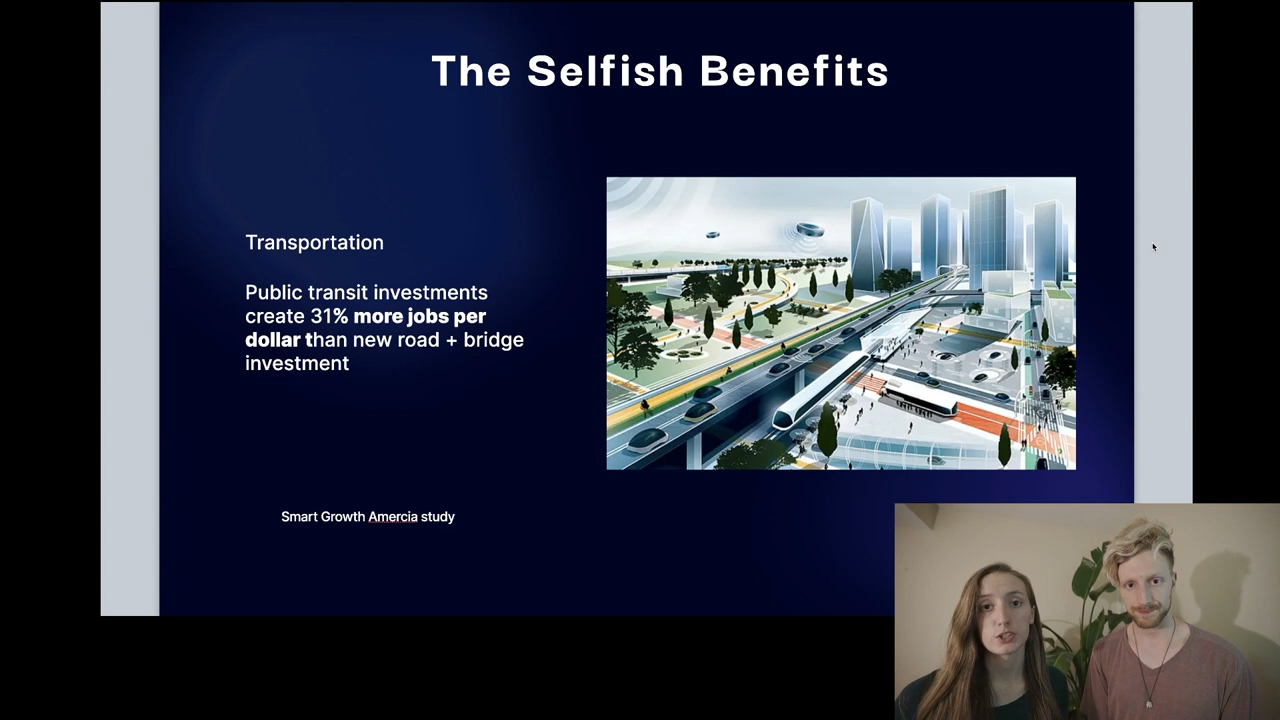 The Selfish Benefits
Transportation
Public transit investments
create 31% more jobs per
dollar than new road + bridge
investment
Smart Growth Amercia study